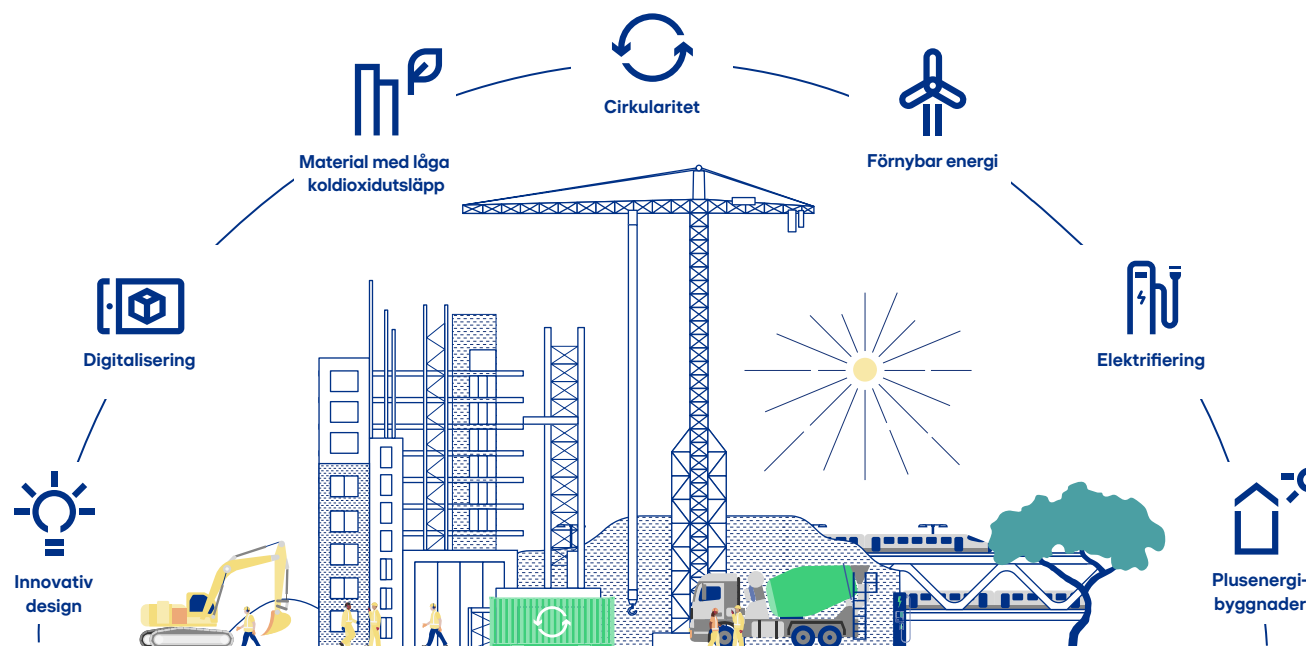 Cirkularitet
Material med låga
koldioxidutsläpp
Förnybar energi
Digitalisering
Elektrifiering
Innovativ
design
Plusenergi-
byggnader